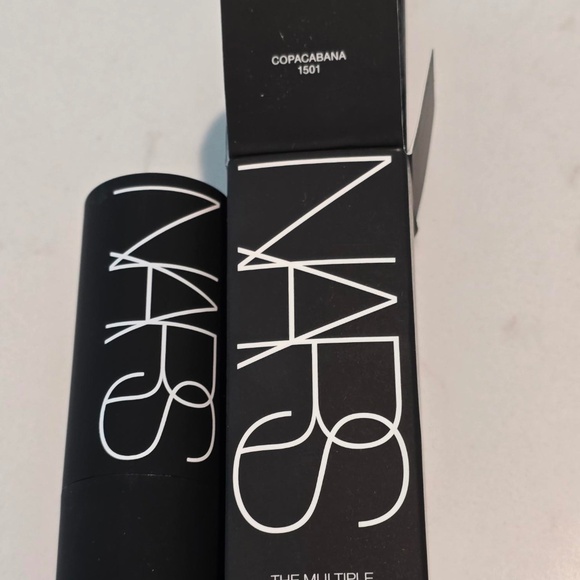 COPACABANA
1501
NARS
NARS
THE MULTIPLE